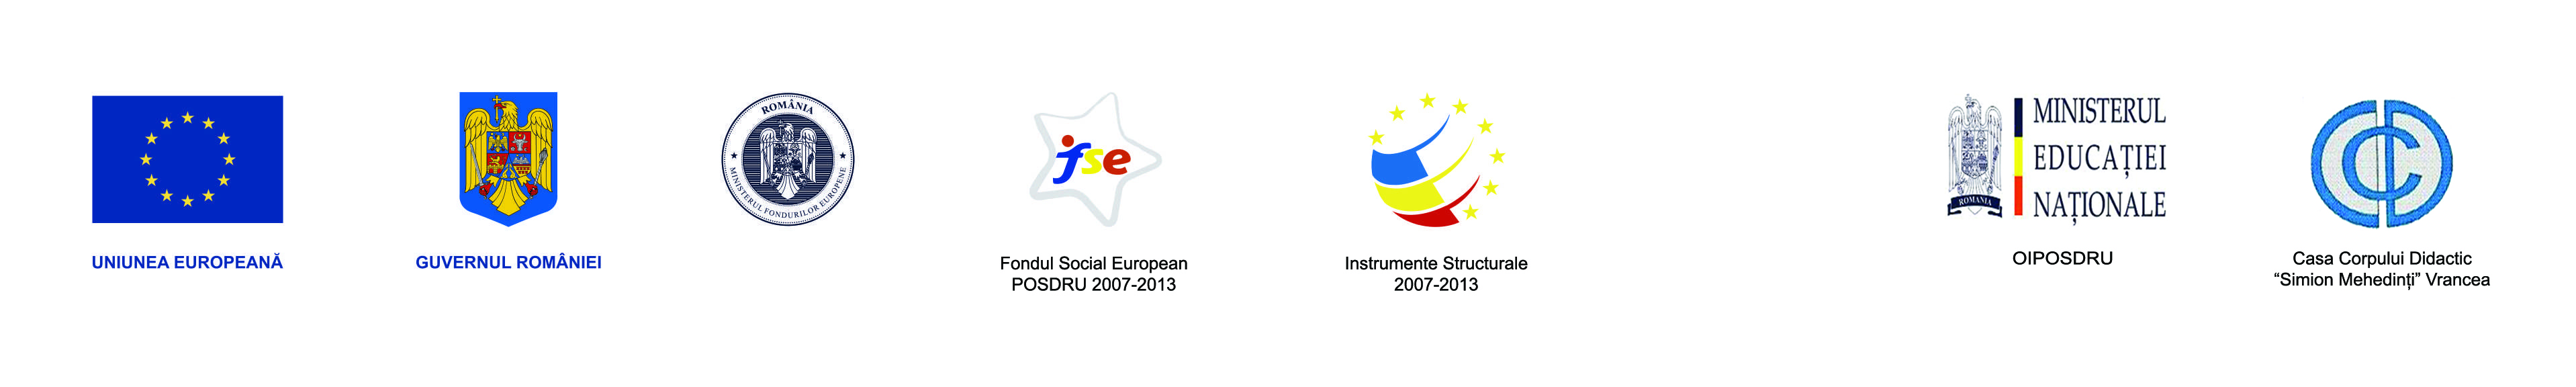 UNIUNEA EUROPEANĂ
GUVERNUL ROMÂNIEI
ROMÂNIA
MINISTERUL FONDURILOR EUROPENE
fse
Fondul Social European
POSDRU 2007-2013
Instrumente Structurale
2007-2013
ROMANIA
MINISTERUL
EDUCAȚIEI
NAȚIONALE
OIPOSDRU
CCD
Casa Corpului Didactic
“Simion Mehedinți” Vrancea